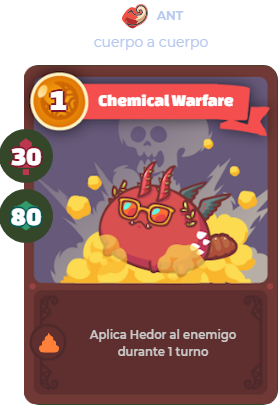 ANT
cuerpo a cuerpo
1 Chemical Warfare
30
80
Aplica Hedor al enemigo
durante 1 turno